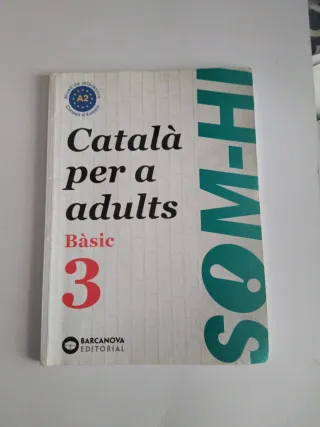 A2
Català
per a
adults
Bàsic
3
SOM-HI
BARCANOVA
EDITORIAL